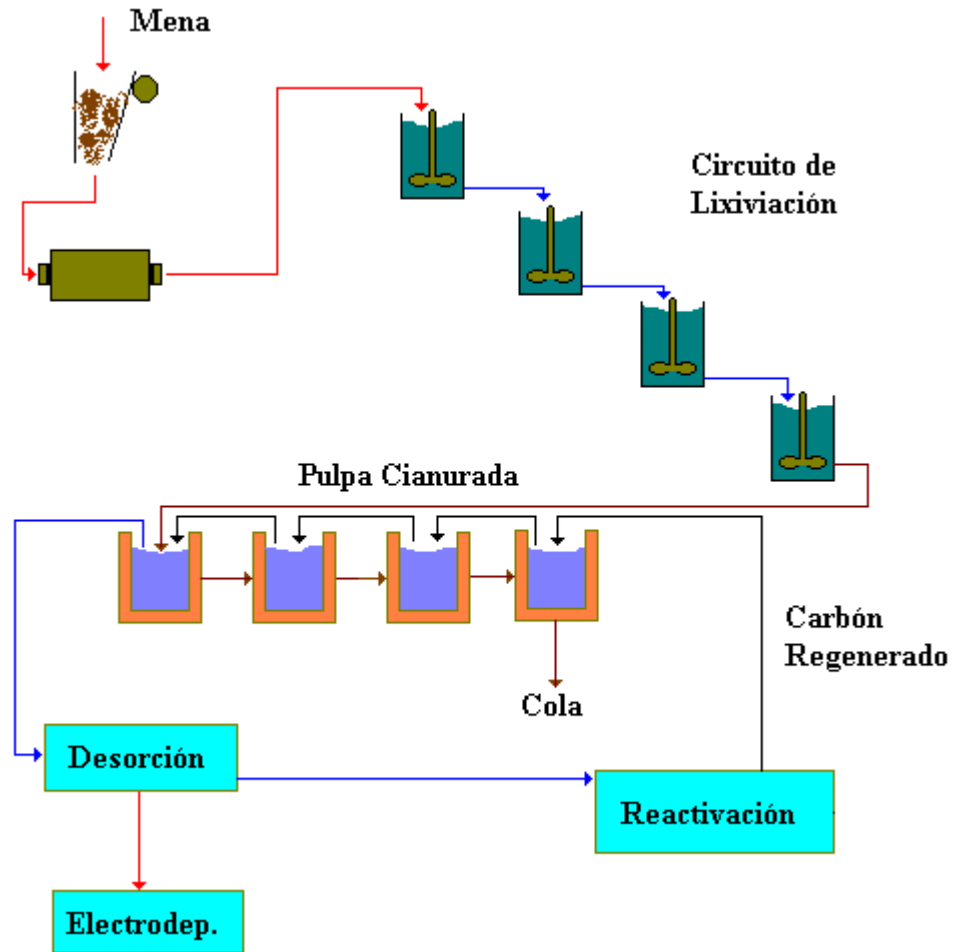 Mena
Circuito de
Lixiviación
Pulpa Cianurada
Carbón
Regenerado
Cola
Desorción
Reactivación
Electrodep.